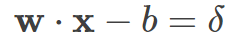 w · x − b = δ